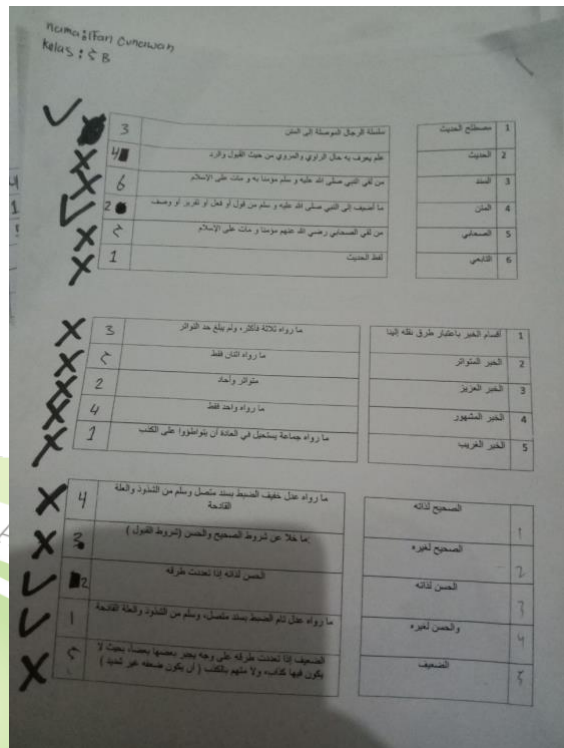 nama : Ifan Gunawan
Kelas : 5 B
3 سلسلة الرجال الموصلة إلى المتن
4 علم يعرف به حال الراوي والمروي من حيث القبول والرد
6 من لقي النبي صلى الله عليه و سلم مؤمنا به و مات على الإسلام
2 ما أضيف إلى النبي صلى الله عليه و سلم من قول أو فعل أو تقرير أو وصف
5 من لقي الصحابي رضي الله عنهم مؤمنا و مات على الإسلام
1 لفظ الحديث
1 مصطلح الحديث
2 الحديث
3 السند
4 المتن
5 الصحابي
6 التابعي
3 ما رواه ثلاثة فأكثر، ولم يبلغ حد التواتر
5 ما رواه اثنان فقط
2 متواتر وآحاد
4 ما رواه واحد فقط
1 ما رواه جماعة يستحيل في العادة أن يتواطؤوا على الكذب
1 أقسام الخبر باعتبار طرق نقله إلينا
2 الخبر المتواتر
3 الخبر العزيز
4 الخبر المشهور
5 الخبر الغريب
4 ما رواه عدل خفيف الضبط بسند متصل وسلم من الشذوذ والعلة
القادحة
3 ما خلا عن شروط الصحيح والحسن (شروط القبول )
2 الحسن لذاته إذا تعددت طرقه
1 ما رواه عدل تام الضبط بسند متصل، وسلم من الشذوذ والعلة القادحة
5 الضعيف إذا تعددت طرقه على وجه يجبر بعضها بعضا، بحيث لا
يكون فيها كذاب، ولا متهم بالكذب ( أن يكون ضعفه غير شديد )
1 الصحيح لذاته
2 الصحيح لغيره
3 الحسن لذاته
4 والحسن لغيره
5 الضعيف